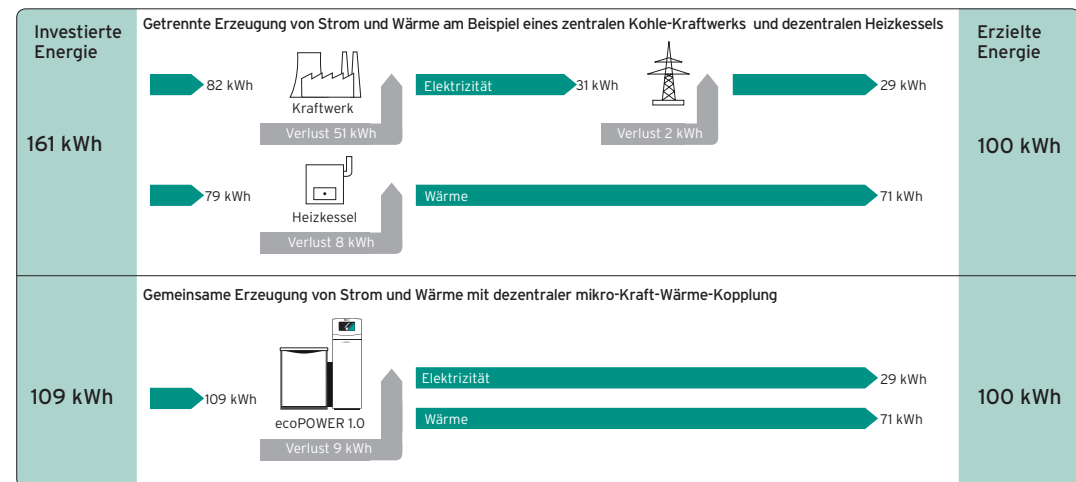 Investierte
Energie
Getrennte Erzeugung von Strom und Wärme am Beispiel eines zentralen Kohle-Kraftwerks und dezentralen Heizkessels
Erzielte
Energie
82 kWh
Kraftwerk
Verlust 51 kWh
Elektrizität
31 kWh
Verlust 2 kWh
29 kWh
161 kWh
100 kWh
79 kWh
Heizkessel
Verlust 8 kWh
Wärme
71 kWh
Gemeinsame Erzeugung von Strom und Wärme mit dezentraler mikro-Kraft-Wärme-Kopplung
109 kWh
109 kWh
ecoPOWER 1.0
Verlust 9 kWh
Elektrizität
29 kWh
Wärme
71 kWh
100 kWh